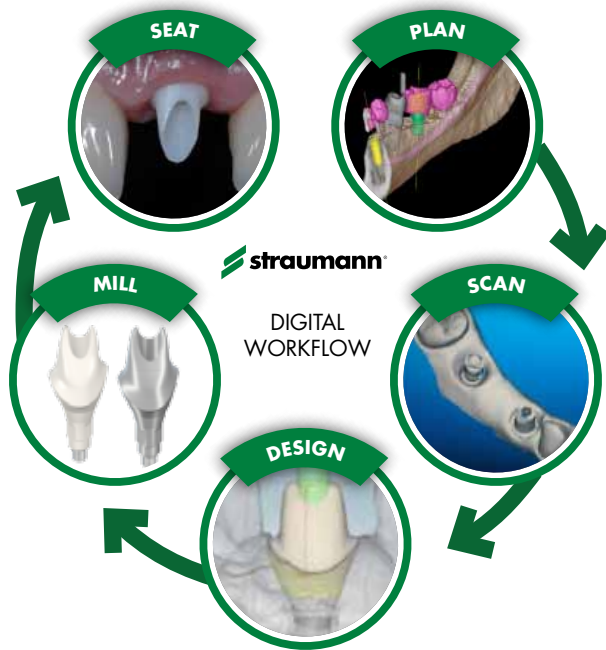 SEAT
PLAN
straumann®
MILL
SCAN
DIGITAL
WORKFLOW
DESIGN